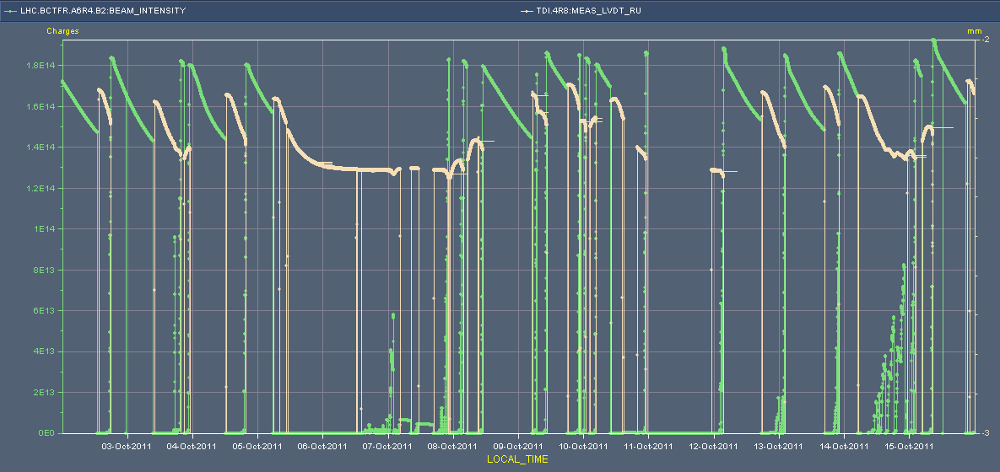 LHC.BCTFR.A6R4.B2:BEAM_INTENSITY TDI.4R8:MEAS_LVDT_RU
Charges mm
-2
1.8E14
1.6E14
1.4E14
1.2E14
1E14
8E13
6E13
4E13
2E13
0E0 -3
03-Oct-2011 04-Oct-2011 05-Oct-2011 06-Oct-2011 07-Oct-2011 08-Oct-2011 09-Oct-2011 10-Oct-2011 11-Oct-2011 12-Oct-2011 13-Oct-2011 14-Oct-2011 15-Oct-2011
LOCAL_TIME